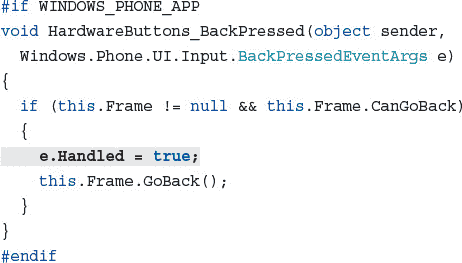 #if WINDOWS_PHONE_APP
void HardwareButtons_BackPressed(object sender,
  Windows.Phone.UI.Input.BackPressedEventArgs e)
{
  if (this.Frame != null && this.Frame.CanGoBack)
  {
    e.Handled = true;
    this.Frame.GoBack();
  }
}
#endif